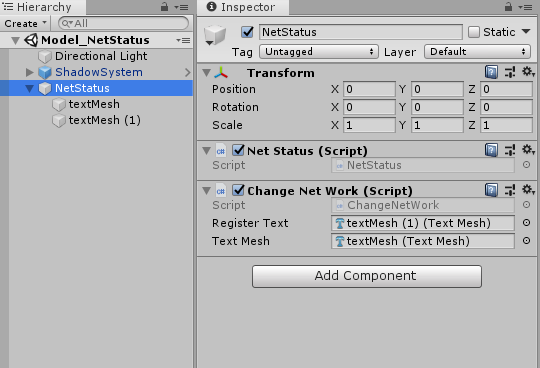 Hierarchy
Create All
Model_NetStatus
Directional Light
ShadowSystem
NetStatus
textMesh
textMesh (1)
Inspector
NetStatus Static
Tag Untagged Layer Default
Transform
Position X 0 Y 0 Z 0
Rotation X 0 Y 0 Z 0
Scale X 1 Y 1 Z 1
Net Status (Script)
Script NetStatus
Change Net Work (Script)
Script ChangeNetWork
Register Text textMesh (1) (Text Mesh)
Text Mesh textMesh (Text Mesh)
Add Component